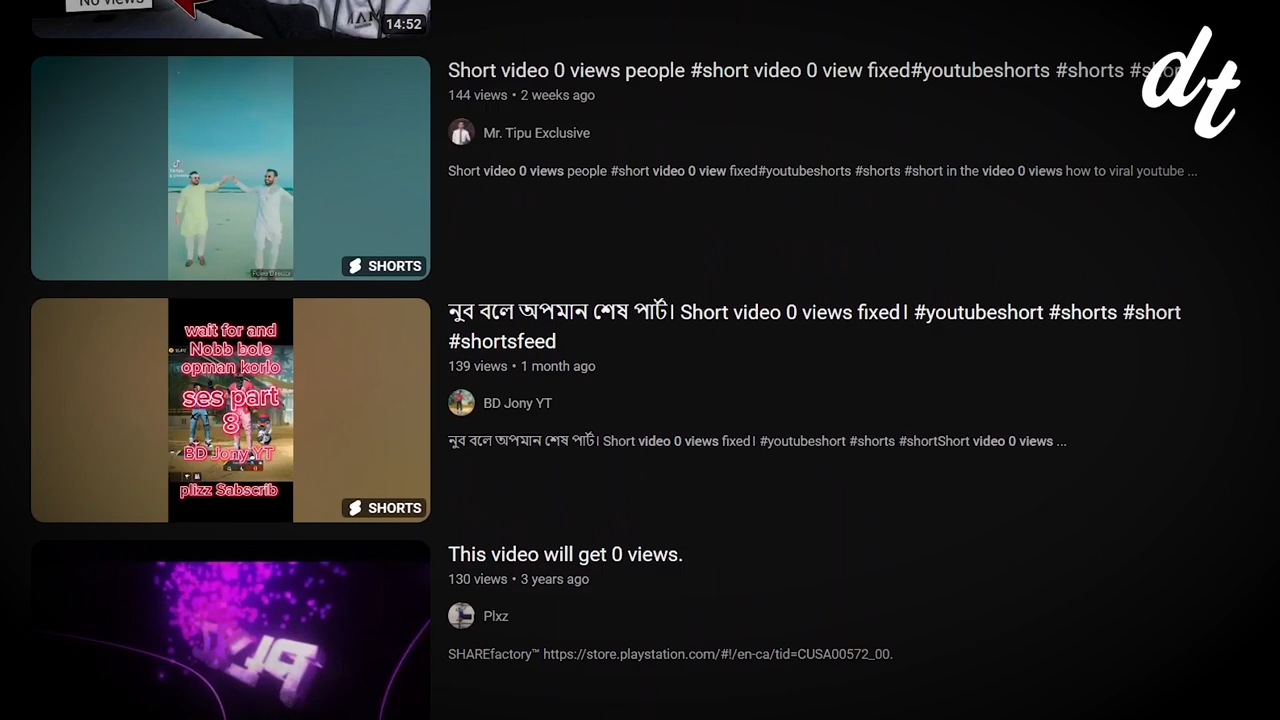 No views
14:52
dt
Short video 0 views people #short video 0 view fixed#youtubeshorts #shorts #shor
144 views • 2 weeks ago
Mr. Tipu Exclusive
Short video 0 views people #short video 0 view fixed#youtubeshorts #shorts #short in the video 0 views how to viral youtube ...
SHORTS
নুব বলে অপমান শেষ পার্ট। Short video 0 views fixed। #youtubeshort #shorts #short
#shortsfeed
139 views • 1 month ago
BD Jony YT
নুব বলে অপমান শেষ পার্ট। Short video 0 views fixed। #youtubeshort #shorts #shortShort video 0 views ...
wait for and
Nobb bole
opman korlo
ses part
8
BD Jony YT
plizz Sabscrib
SHORTS
This video will get 0 views.
130 views • 3 years ago
Plxz
SHAREfactory™ https://store.playstation.com/#!/en-ca/tid=CUSA00572_00.